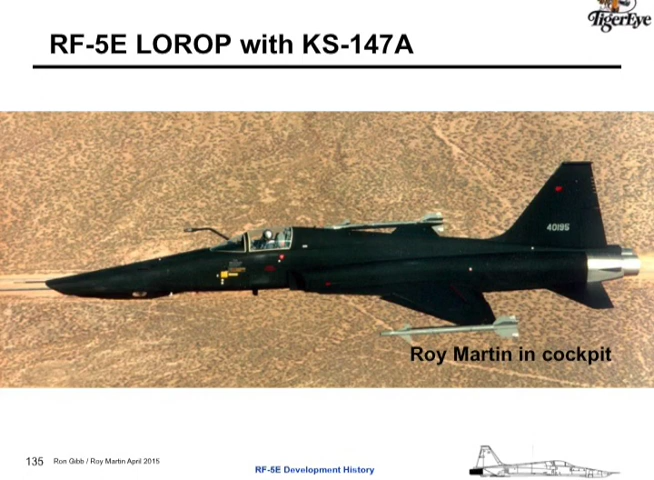 TigerEye
RF-5E LOROP with KS-147A
40195
Roy Martin in cockpit
135 Ron Gibb / Roy Martin April 2015
RF-5E Development History